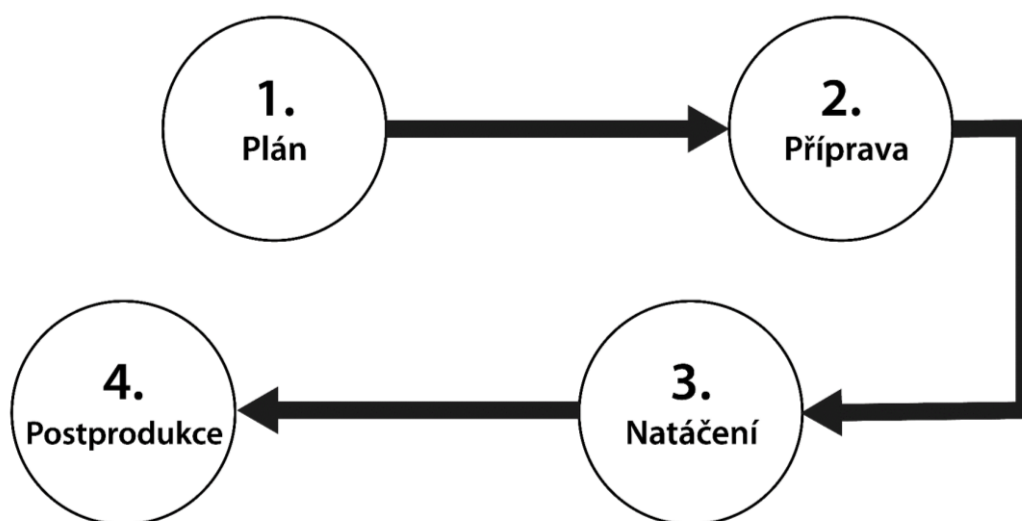 1.
Plán
2.
Příprava
3.
Natáčení
4.
Postprodukce